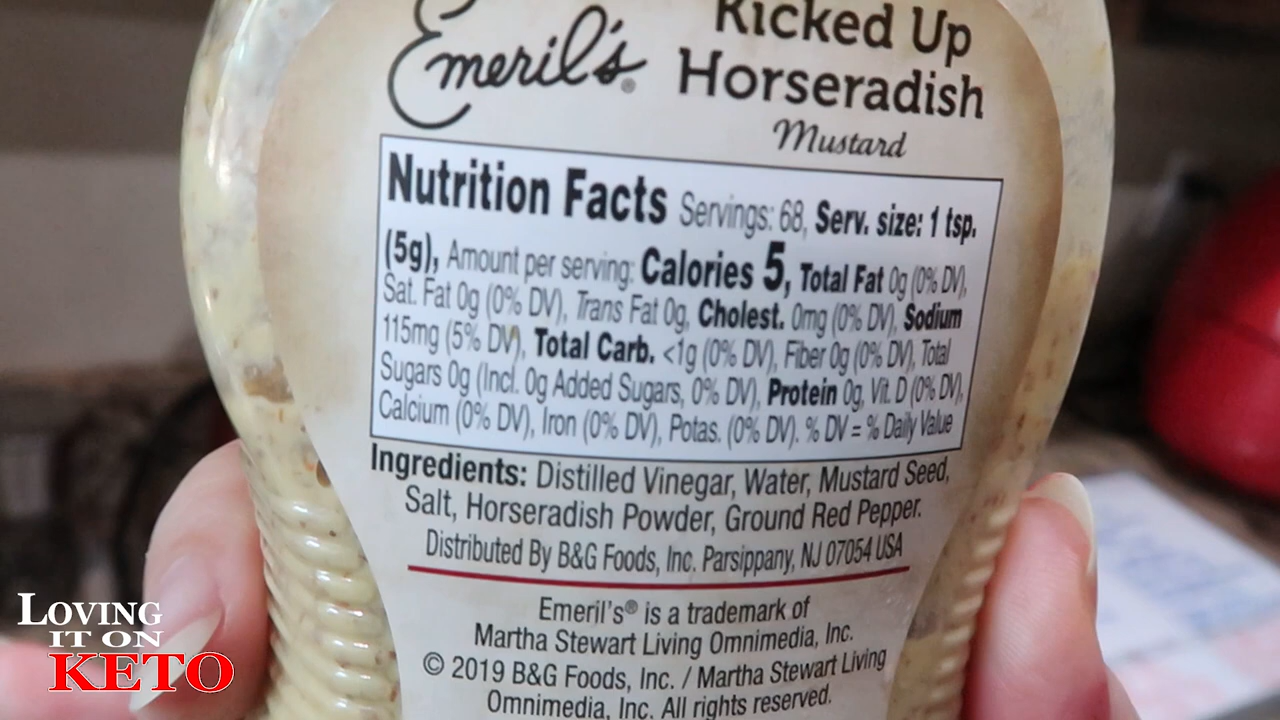 Emeril's®
Kicked Up
Horseradish
Mustard
Nutrition Facts Servings: 68, Serv. size: 1 tsp.
(5g), Amount per serving: Calories 5, Total Fat 0g (0% DV),
Sat. Fat 0g (0% DV), Trans Fat 0g, Cholest. 0mg (0% DV), Sodium
115mg (5% DV), Total Carb. <1g (0% DV), Fiber 0g (0% DV), Total
Sugars 0g (Incl. 0g Added Sugars, 0% DV), Protein 0g, Vit. D (0% DV),
Calcium (0% DV), Iron (0% DV), Potas. (0% DV). % DV = % Daily Value
Ingredients: Distilled Vinegar, Water, Mustard Seed,
Salt, Horseradish Powder, Ground Red Pepper.
Distributed By B&G Foods, Inc. Parsippany, NJ 07054 USA
Emeril's® is a trademark of
Martha Stewart Living Omnimedia, Inc.
© 2019 B&G Foods, Inc. / Martha Stewart Living
Omnimedia, Inc. All rights reserved.
LOVING
IT ON
KETO